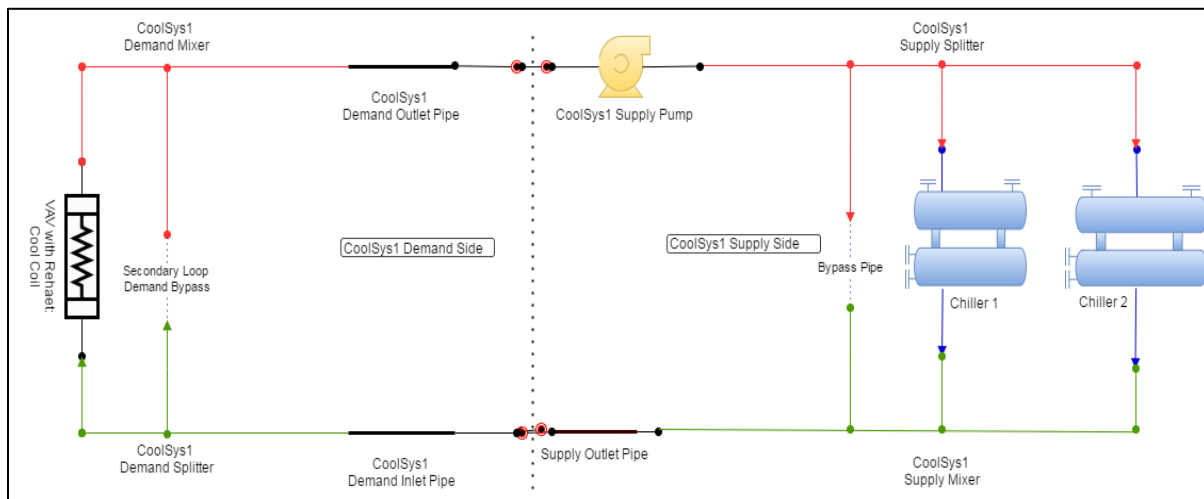 CoolSys1
Demand Mixer
CoolSys1
Supply Splitter
CoolSys1
Demand Outlet Pipe
CoolSys1 Supply Pump
VAV with Rehaet:
Cool Coil
Secondary Loop
Demand Bypass
CoolSys1 Demand Side
CoolSys1 Supply Side
Bypass Pipe
Chiller 1
Chiller 2
CoolSys1
Demand Splitter
CoolSys1
Demand Inlet Pipe
Supply Outlet Pipe
CoolSys1
Supply Mixer